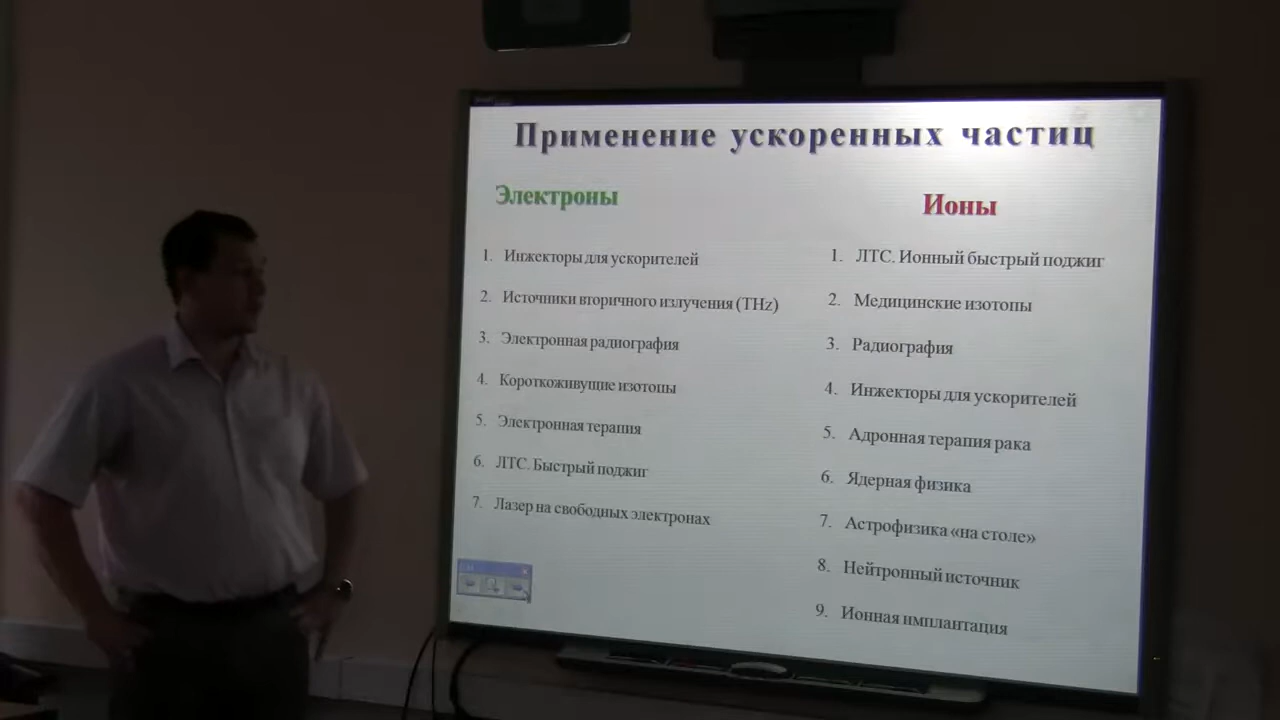 Применение ускоренных частиц
Электроны
1. Инжекторы для ускорителей
2. Источники вторичного излучения (THz)
3. Электронная радиография
4. Короткоживущие изотопы
5. Электронная терапия
6. ЛТС. Быстрый поджиг
7. Лазер на свободных электронах
Ионы
1. ЛТС. Ионный быстрый поджиг
2. Медицинские изотопы
3. Радиография
4. Инжекторы для ускорителей
5. Адронная терапия рака
6. Ядерная физика
7. Астрофизика «на столе»
8. Нейтронный источник
9. Ионная имплантация